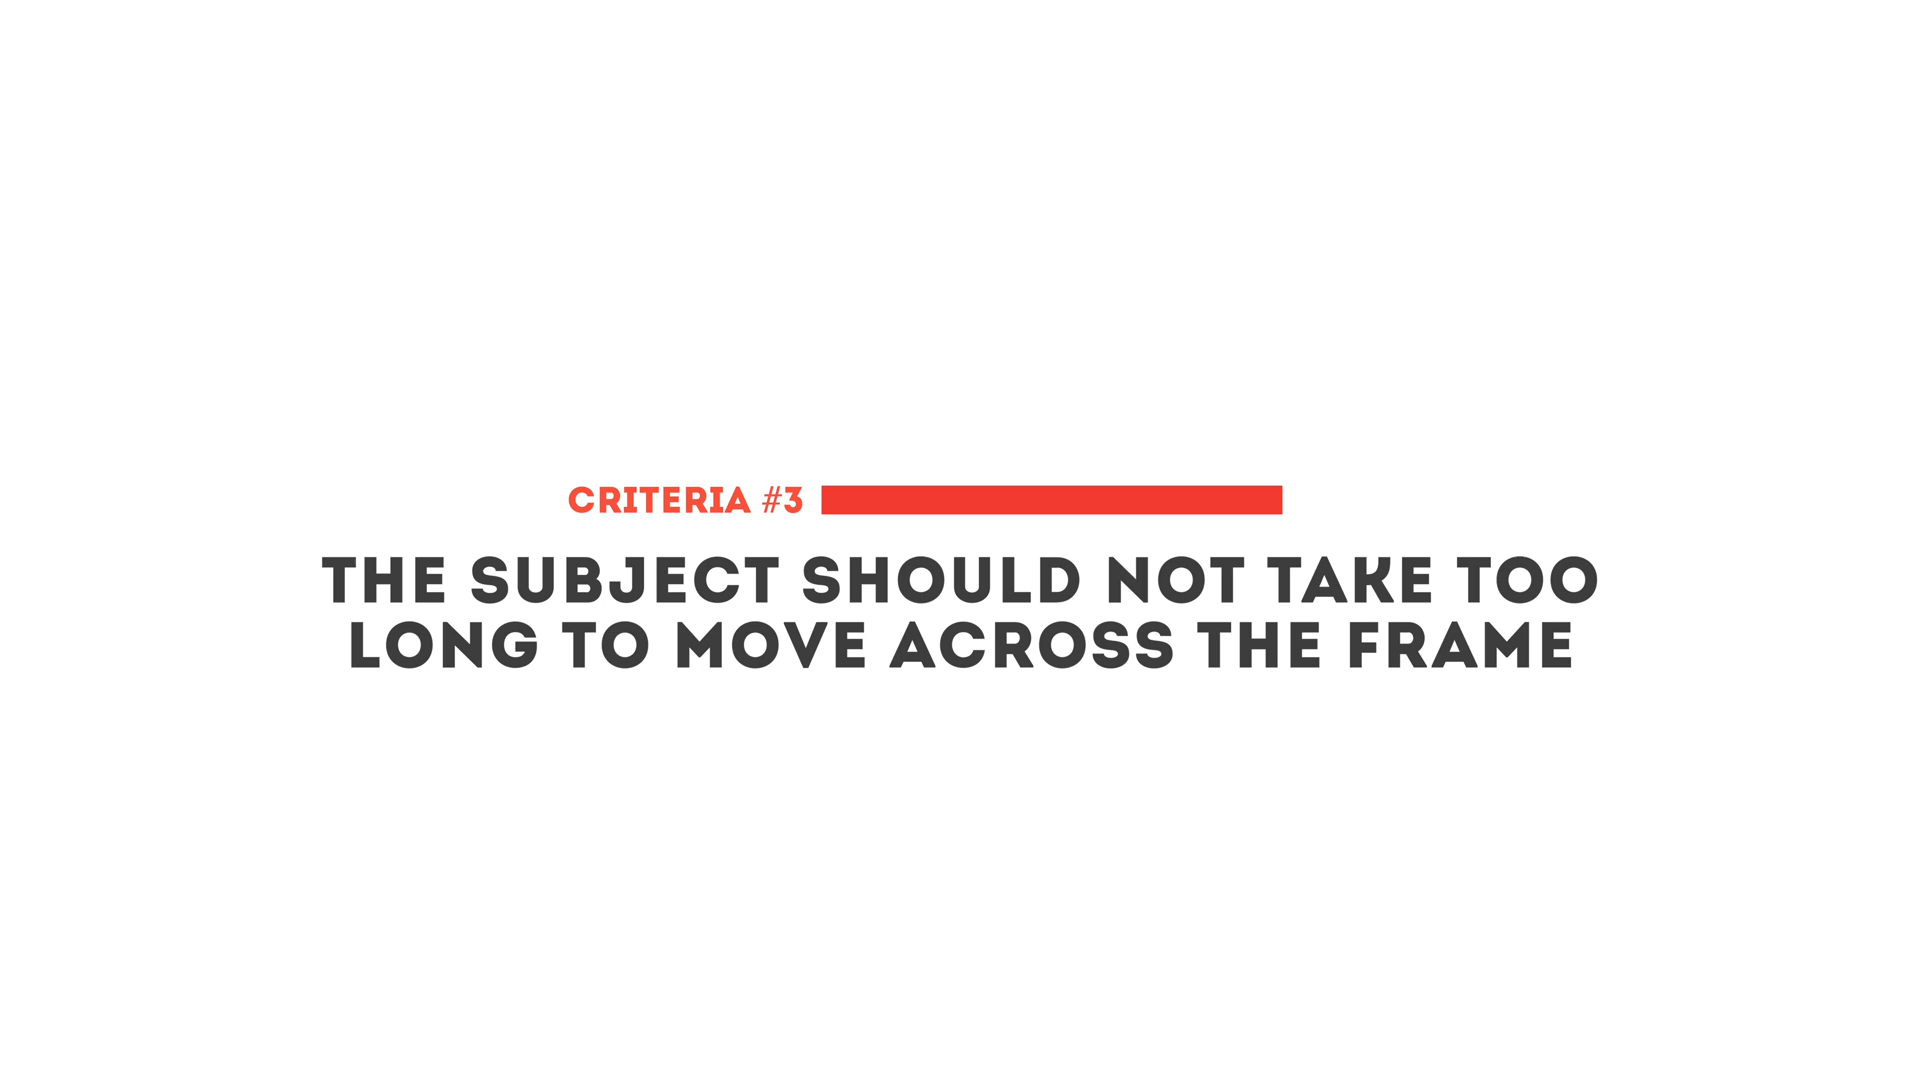 CRITERIA #3
THE SUBJECT SHOULD NOT TAKE TOO
LONG TO MOVE ACROSS THE FRAME